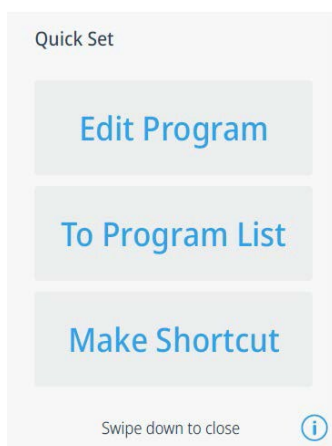 Quick Set
Edit Program
To Program List
Make Shortcut
Swipe down to close
i